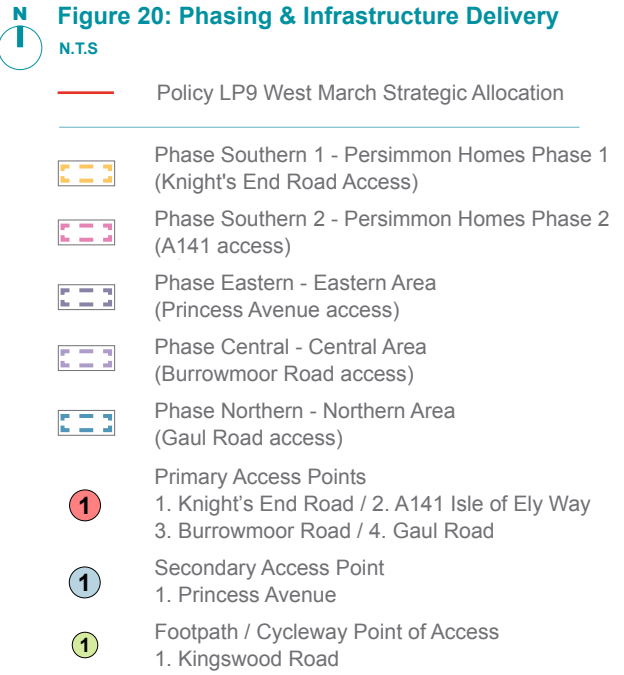 N
Figure 20: Phasing & Infrastructure Delivery
N.T.S
Policy LP9 West March Strategic Allocation
Phase Southern 1 - Persimmon Homes Phase 1
(Knight's End Road Access)
Phase Southern 2 - Persimmon Homes Phase 2
(A141 access)
Phase Eastern - Eastern Area
(Princess Avenue access)
Phase Central - Central Area
(Burrowmoor Road access)
Phase Northern - Northern Area
(Gaul Road access)
Primary Access Points
1
1. Knight’s End Road / 2. A141 Isle of Ely Way
3. Burrowmoor Road / 4. Gaul Road
Secondary Access Point
1
1. Princess Avenue
Footpath / Cycleway Point of Access
1
1. Kingswood Road